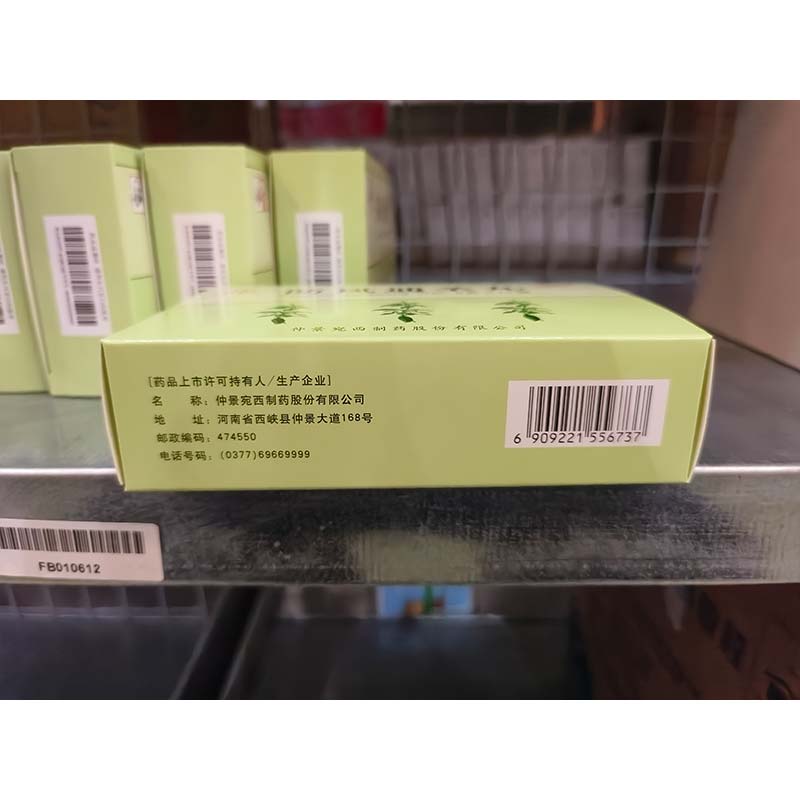 仲景宛西制药股份有限公司
[药品上市许可持有人/生产企业]
名 称：仲景宛西制药股份有限公司
地 址：河南省西峡县仲景大道168号
邮政编码：474550
电话号码：(0377)69669999
6 909221 556737
FB010612